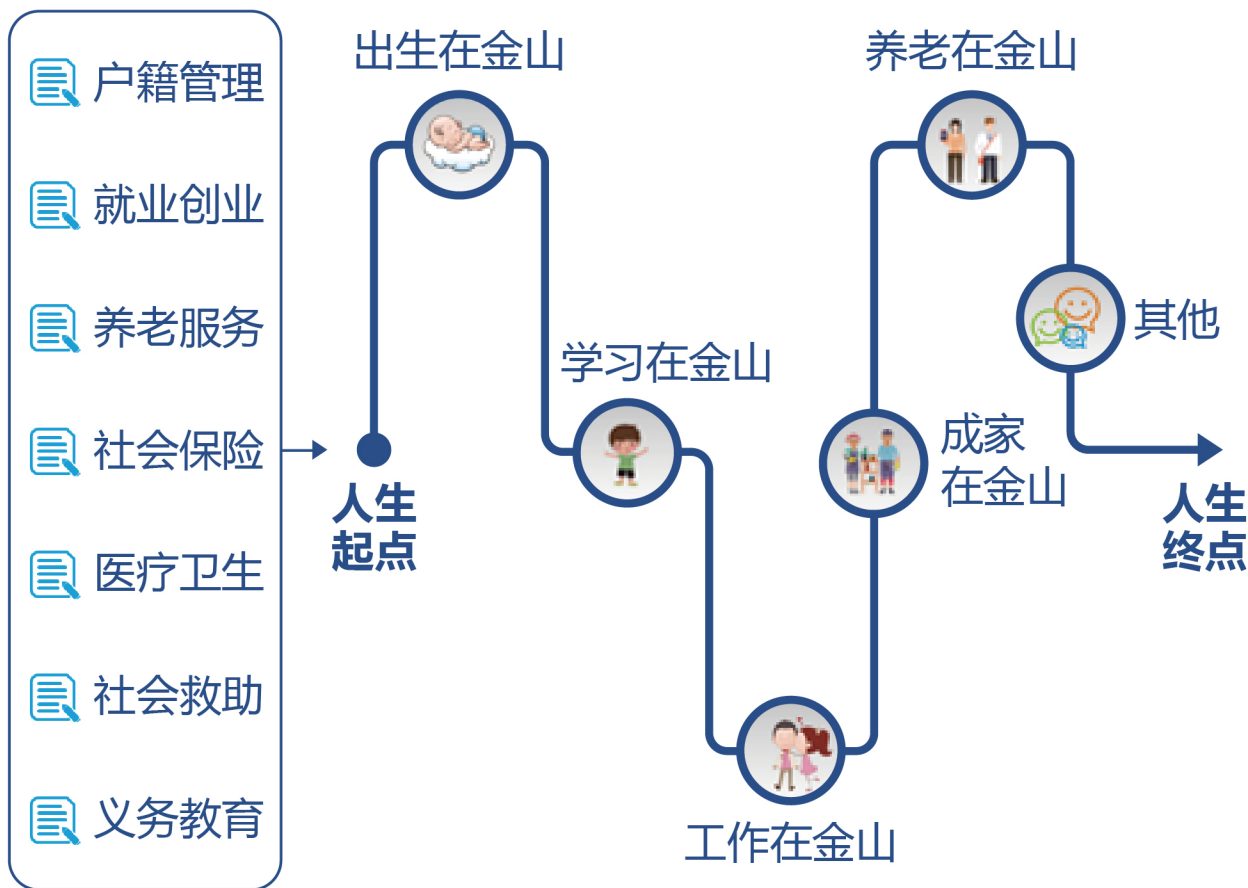 户籍管理
就业创业
养老服务
社会保险
医疗卫生
社会救助
义务教育
人生
起点
出生在金山
学习在金山
工作在金山
成家
在金山
养老在金山
其他
人生
终点